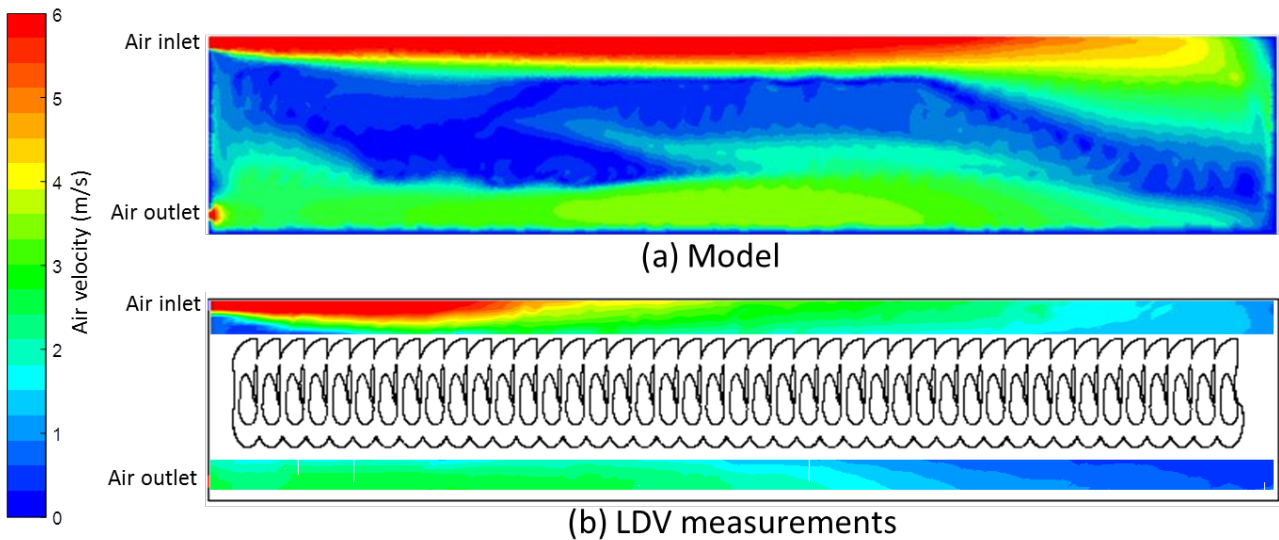 6
5
4
3
2
1
0
Air velocity (m/s)
Air inlet
Air outlet
(a) Model
Air inlet
Air outlet
(b) LDV measurements